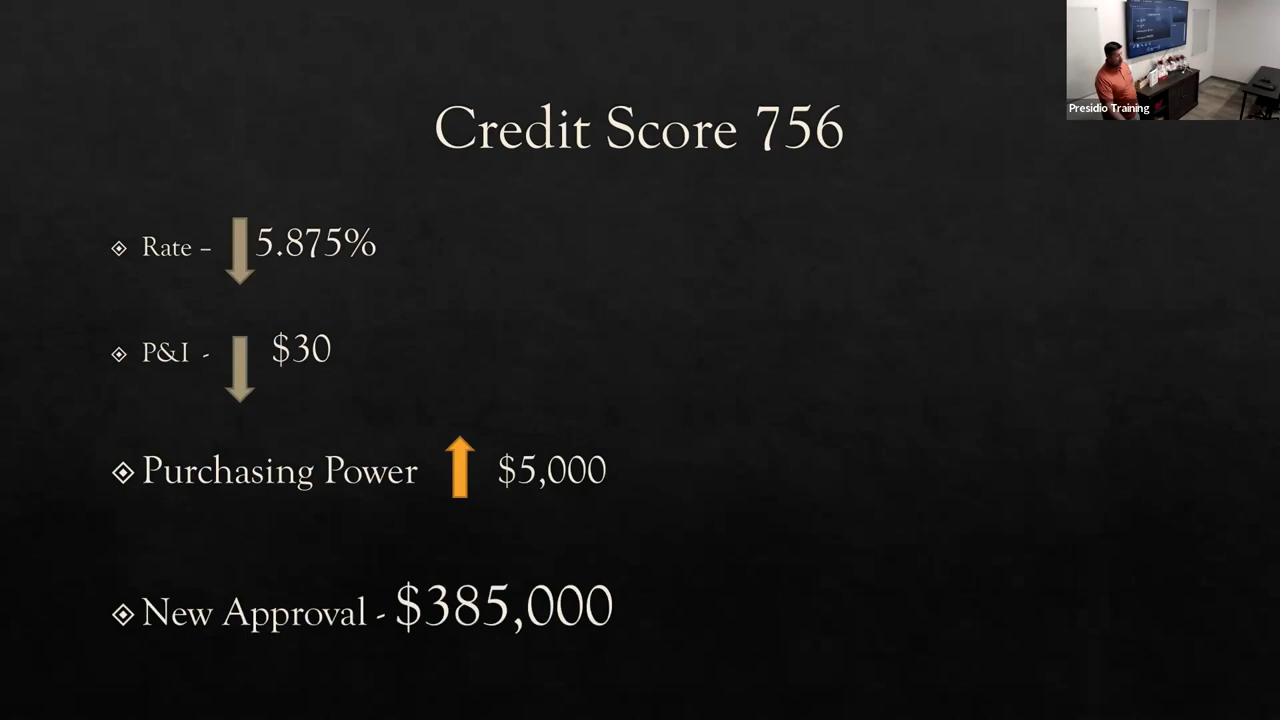 Presidio Training
Credit Score 756
Rate – 5.875%
P&I - $30
Purchasing Power $5,000
New Approval - $385,000